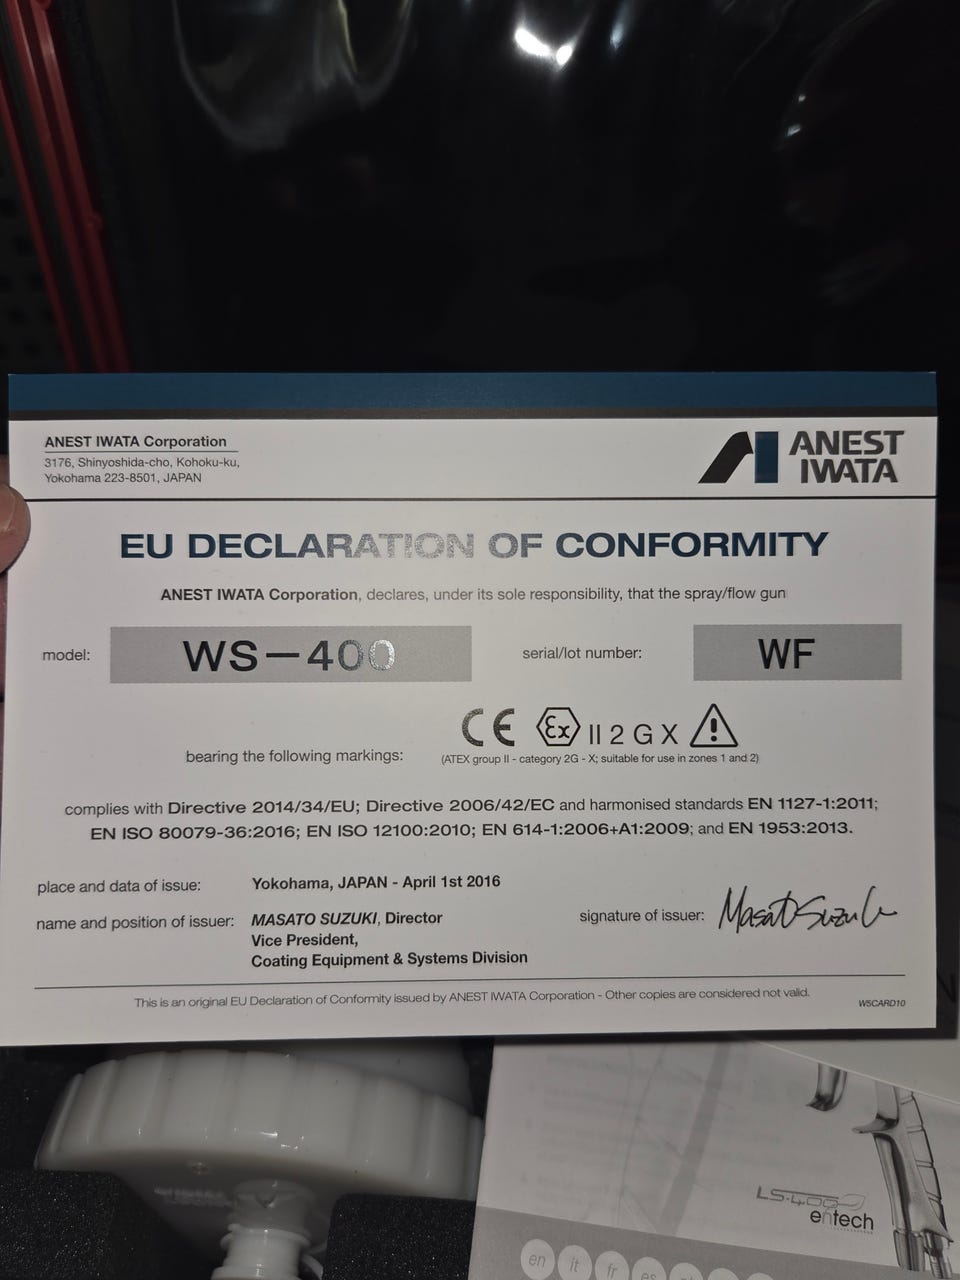 ANEST IWATA Corporation
3176, Shinyoshida-cho, Kohoku-ku,
Yokohama 223-8501, JAPAN
ANEST
IWATA
EU DECLARATION OF CONFORMITY
ANEST IWATA Corporation, declares, under its sole responsibility, that the spray/flow gun
model: WS-400 serial/lot number: WF
bearing the following markings: CE Ex II 2 G X
(ATEX group II - category 2G - X; suitable for use in zones 1 and 2)
complies with Directive 2014/34/EU; Directive 2006/42/EC and harmonised standards EN 1127-1:2011;
EN ISO 80079-36:2016; EN ISO 12100:2010; EN 614-1:2006+A1:2009; and EN 1953:2013.
place and data of issue: Yokohama, JAPAN - April 1st 2016
name and position of issuer: MASATO SUZUKI, Director
Vice President,
Coating Equipment & Systems Division
signature of issuer: Masato Suzuki
This is an original EU Declaration of Conformity issued by ANEST IWATA Corporation - Other copies are considered not valid.
W5CARD10
LS-400
entech
en it fr es